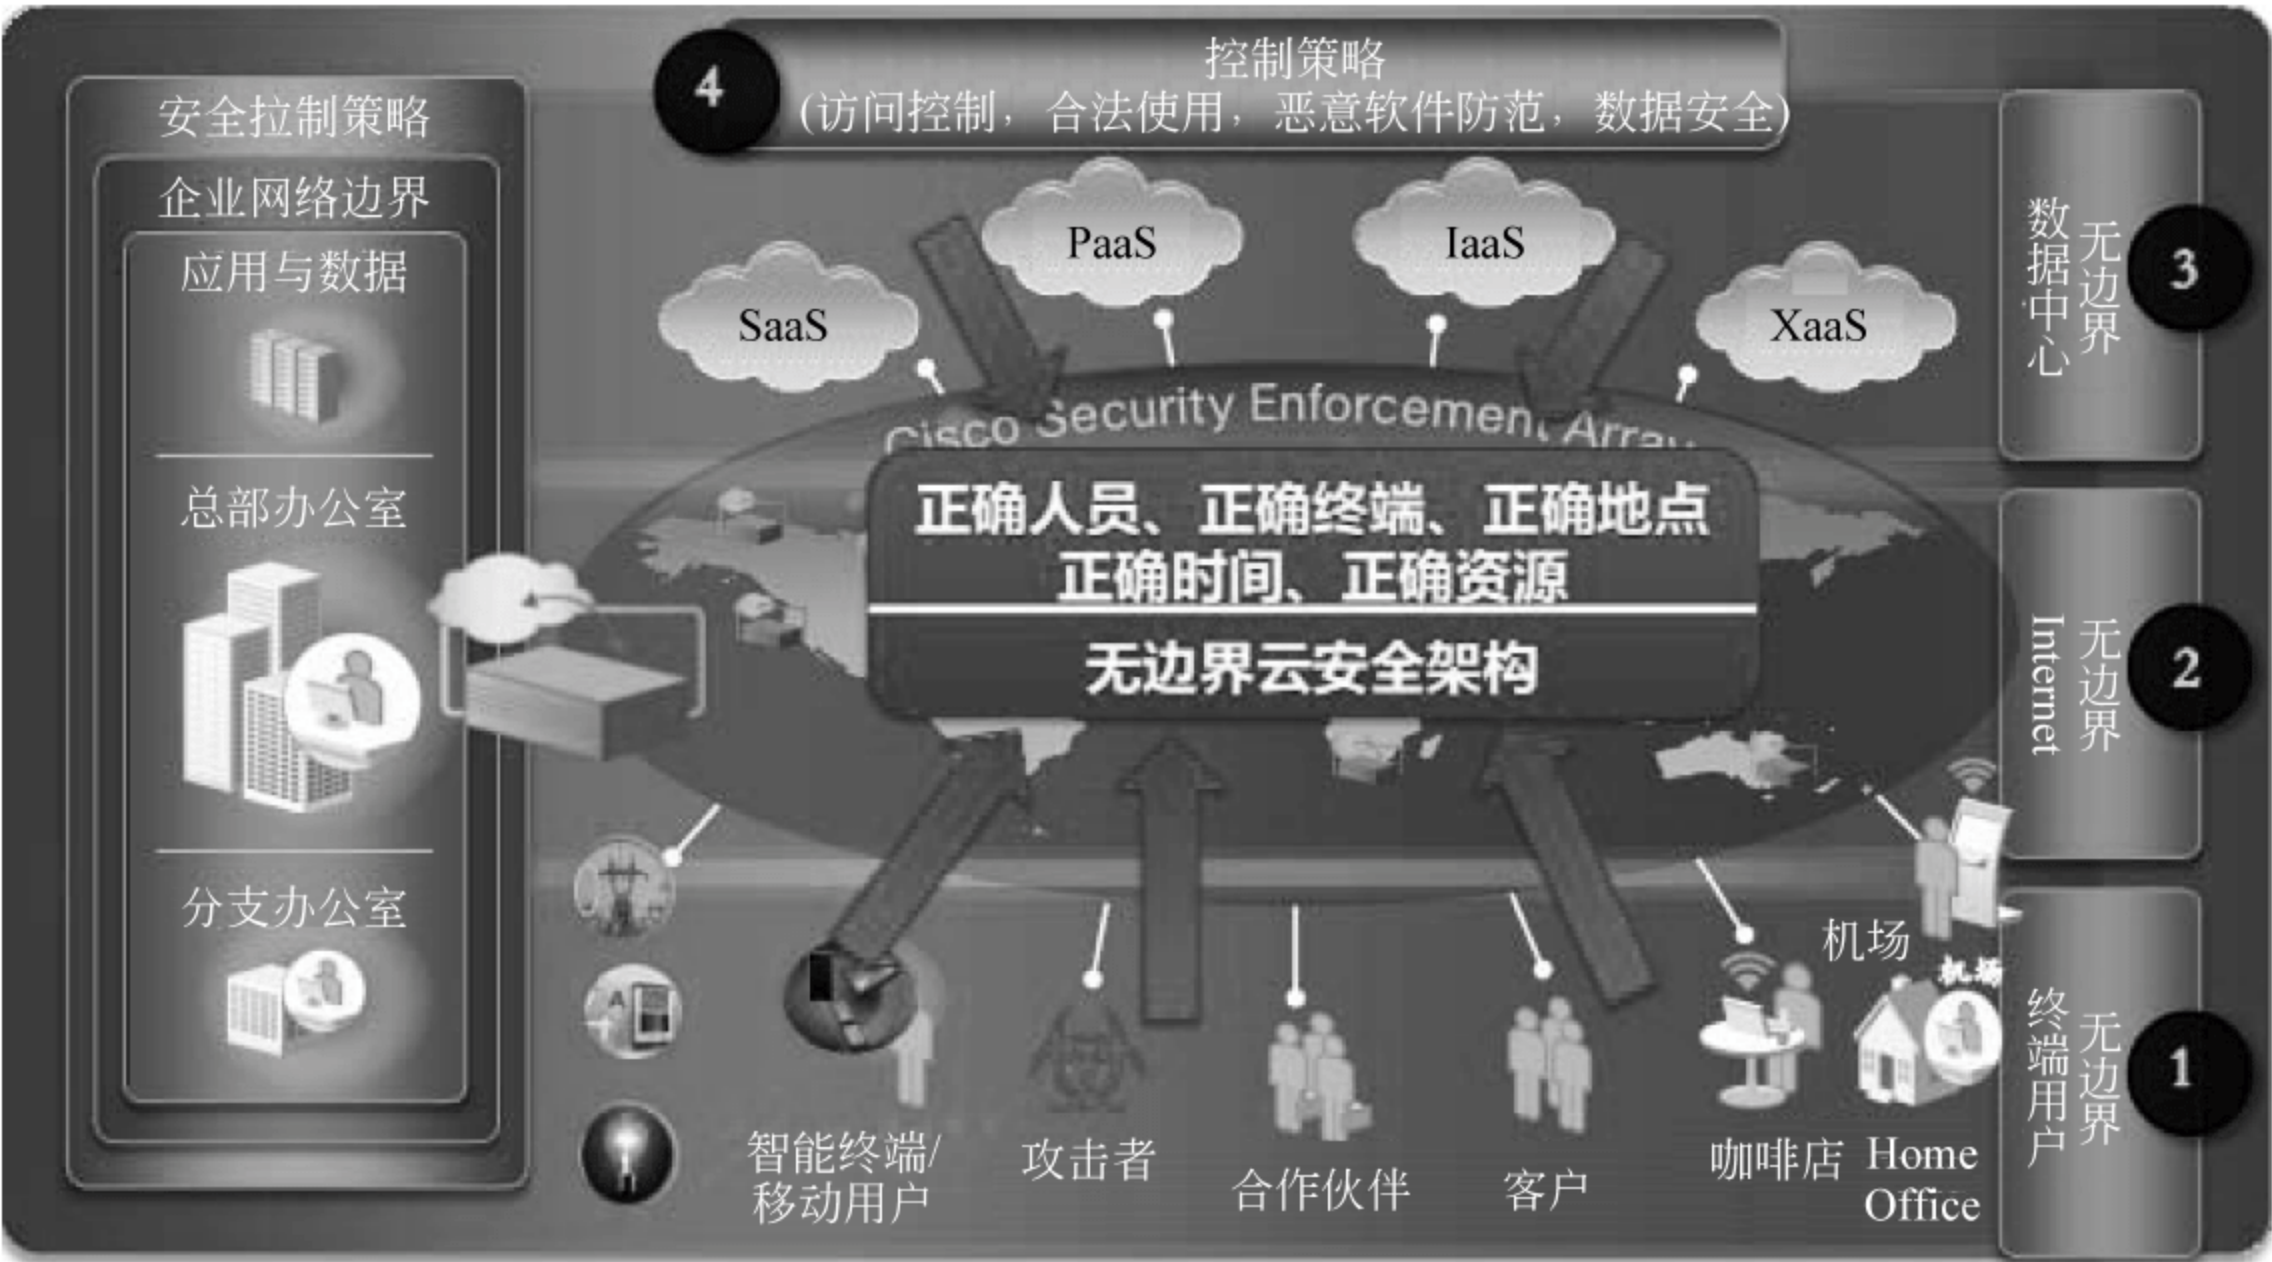 4
控制策略
(访问控制，合法使用，恶意软件防范，数据安全)
安全拉制策略
企业网络边界
应用与数据
总部办公室
分支办公室
SaaS
PaaS
IaaS
XaaS
Cisco Security Enforcement Array
正确人员、正确终端、正确地点
正确时间、正确资源
无边界云安全架构
无边界
数据中心
3
无边界
Internet
2
无边界
终端用户
1
机场
机场
A
智能终端/
移动用户
攻击者
合作伙伴
客户
咖啡店
Home
Office